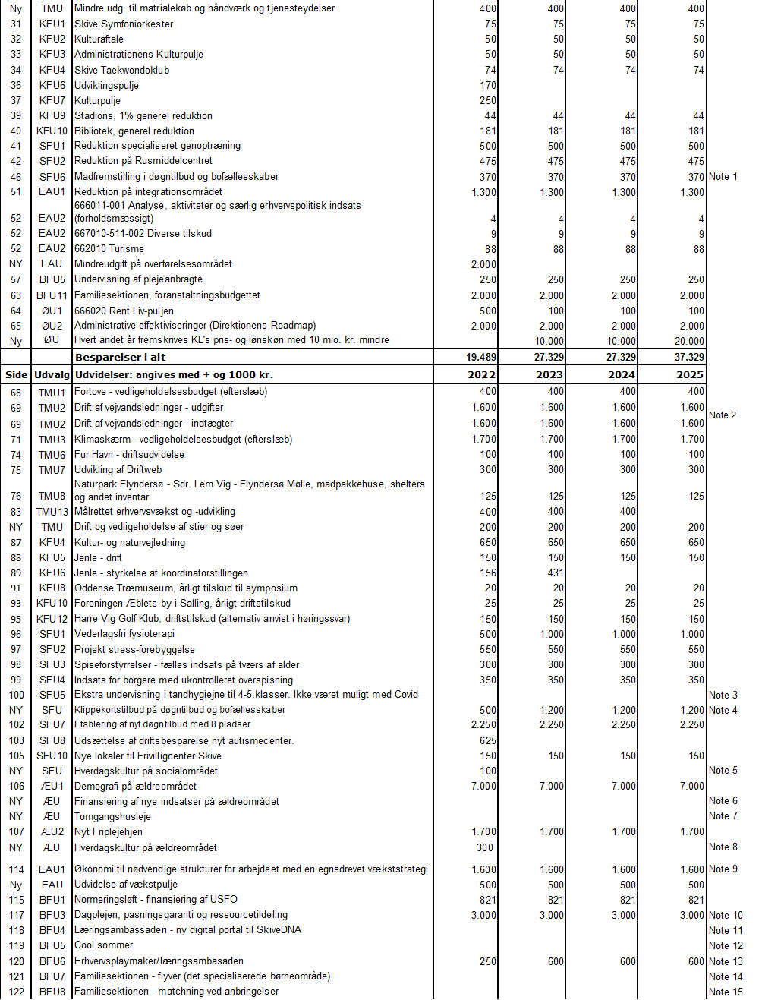 Ny TMU Mindre udg. til matrialekøb og håndværk og tjenesteydelser 400 400 400 400
31 KFU1 Skive Symfoniorkester 75 75 75 75
32 KFU2 Kulturaftale 50 50 50 50
33 KFU3 Administrationens Kulturpulje 50 50 50 50
34 KFU4 Skive Taekwondoklub 74 74 74 74
36 KFU6 Udviklingspulje 170
37 KFU7 Kulturpulje 250
39 KFU9 Stadions, 1% generel reduktion 44 44 44 44
40 KFU10 Bibliotek, generel reduktion 181 181 181 181
41 SFU1 Reduktion specialiseret genoptræning 500 500 500 500
42 SFU2 Reduktion på Rusmiddelcentret 475 475 475 475
46 SFU6 Madfremstilling i døgntilbud og bofællesskaber 370 370 370 370 Note 1
51 EAU1 Reduktion på integrationsområdet 1.300 1.300 1.300 1.300
666011-001 Analyse, aktiviteter og særlig erhvervspolitisk indsats
52 EAU2 (forholdsmæssigt) 4 4 4 4
52 EAU2 667010-511-002 Diverse tilskud 9 9 9 9
52 EAU2 662010 Turisme 88 88 88 88
NY EAU Mindreudgift på overførelsesområdet 2.000
57 BFU5 Undervisning af plejeanbragte 250 250 250 250
63 BFU11 Familiesektionen, foranstaltningsbudgettet 2.000 2.000 2.000 2.000
64 ØU1 666020 Rent Liv-puljen 500 100 100 100
65 ØU2 Administrative effektiviseringer (Direktionens Roadmap) 2.000 2.000 2.000 2.000
Ny ØU Hvert andet år fremskrives KL's pris- og lønskøn med 10 mio. kr. mindre 10.000 10.000 20.000
Besparelser i alt 19.489 27.329 27.329 37.329
Side Udvalg Udvidelser: angives med + og 1000 kr. 2022 2023 2024 2025
68 TMU1 Fortove - vedligeholdelsesbudget (efterslæb) 400 400 400 400
69 TMU2 Drift af vejvandsledninger - udgifter 1.600 1.600 1.600 1.600
Note 2
69 TMU2 Drift af vejvandsledninger - indtægter -1.600 -1.600 -1.600 -1.600
71 TMU3 Klimaskærm - vedligeholdelsesbudget (efterslæb) 1.700 1.700 1.700 1.700
74 TMU6 Fur Havn - driftsudvidelse 100 100 100 100
75 TMU7 Udvikling af Driftweb 300 300 300 300
Naturpark Flyndersø - Sdr. Lem Vig - Flyndersø Mølle, madpakkehuse, shelters
76 TMU8 og andet inventar 125 125 125 125
83 TMU13 Målrettet erhvervsvækst og -udvikling 400 400 400
NY TMU Drift og vedligeholdelse af stier og søer 200 200 200 200
87 KFU4 Kultur- og naturvejledning 650 650 650 650
88 KFU5 Jenle - drift 150 150 150 150
89 KFU6 Jenle - styrkelse af koordinatorstillingen 156 431
91 KFU8 Oddense Træmuseum, årligt tilskud til symposium 20 20 20 20
93 KFU10 Foreningen Æblets by i Salling, årligt driftstilskud 25 25 25 25
95 KFU12 Harre Vig Golf Klub, driftstilskud (alternativ anvist i høringssvar) 150 150 150 150
96 SFU1 Vederlagsfri fysioterapi 500 1.000 1.000 1.000
97 SFU2 Projekt stress-forebyggelse 550 550 550 550
98 SFU3 Spiseforstyrrelser - fælles indsats på tværs af alder 300 300 300 300
99 SFU4 Indsats for borgere med ukontrolleret overspisning 350 350 350 350
100 SFU5 Ekstra undervisning i tandhygiejne til 4-5.klasser. Ikke været muligt med Covid Note 3
NY SFU Klippekortstilbud på døgntilbud og bofællesskaber 500 1.200 1.200 1.200 Note 4
102 SFU7 Etablering af nyt døgntilbud med 8 pladser 2.250 2.250 2.250 2.250
103 SFU8 Udsættelse af driftsbesparelse nyt autismecenter. 625
105 SFU10 Nye lokaler til Frivilligcenter Skive 150 150 150 150
NY SFU Hverdagskultur på socialområdet 100 Note 5
106 ÆU1 Demografi på ældreområdet 7.000 7.000 7.000 7.000
NY ÆU Finansiering af nye indsatser på ældreområdet Note 6
NY ÆU Tomgangshusleje Note 7
107 ÆU2 Nyt Friplejehjen 1.700 1.700 1.700 1.700
NY ÆU Hverdagskultur på ældreområdet 300 Note 8
114 EAU1 Økonomi til nødvendige strukturer for arbejdeet med en egnsdrevet vækststrategi 1.600 1.600 1.600 1.600 Note 9
Ny EAU Udvidelse af vækstpulje 500 500 500 500
115 BFU1 Normeringsløft - finansiering af USFO 821 821 821 821
117 BFU3 Dagplejen, pasningsgaranti og ressourcetildeling 3.000 3.000 3.000 3.000 Note 10
118 BFU4 Læringsambassaden - ny digital portal til SkiveDNA Note 11
119 BFU5 Cool sommer Note 12
120 BFU6 Erhvervsplaymaker/læringsambasaden 250 600 600 600 Note 13
121 BFU7 Familiesektionen - flyver (det specialiserede børneområde) Note 14
122 BFU8 Familiesektionen - matchning ved anbringelser Note 15